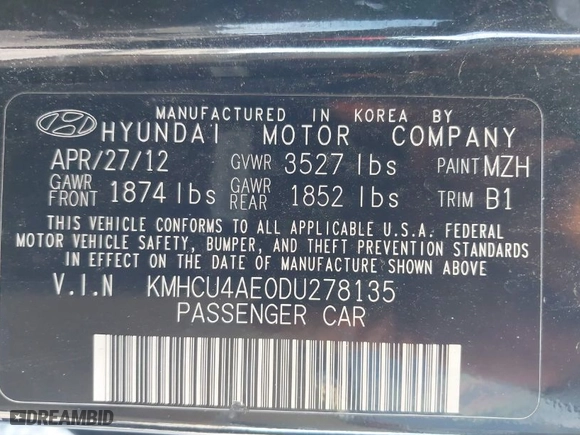 MANUFACTURED IN KOREA BY
HYUNDAI MOTOR COMPANY
APR/27/12 GVWR 3527 lbs PAINT MZH
GAWR FRONT 1874 lbs GAWR REAR 1852 lbs TRIM B1
THIS VEHICLE CONFORMS TO ALL APPLICABLE U.S.A. FEDERAL
MOTOR VEHICLE SAFETY, BUMPER, AND THEFT PREVENTION STANDARDS
IN EFFECT ON THE DATE OF MANUFACTURE SHOWN ABOVE.
V.I.N KMHCU4AE0DU278135
PASSENGER CAR
DREAMBID